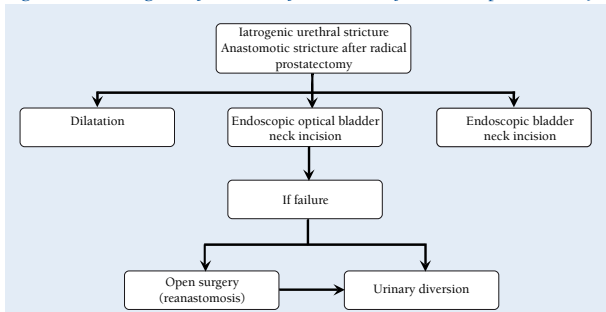 Iatrogenic urethral stricture
Anastomotic stricture after radical
prostatectomy
Dilatation
Endoscopic optical bladder
neck incision
Endoscopic bladder
neck incision
If failure
Open surgery
(reanastomosis)
Urinary diversion